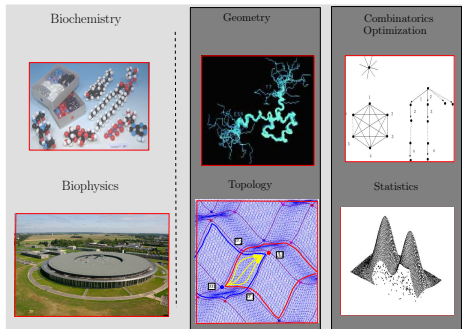 Biochemistry
Geometry
Combinatorics
Optimization
Biophysics
Topology
Statistics